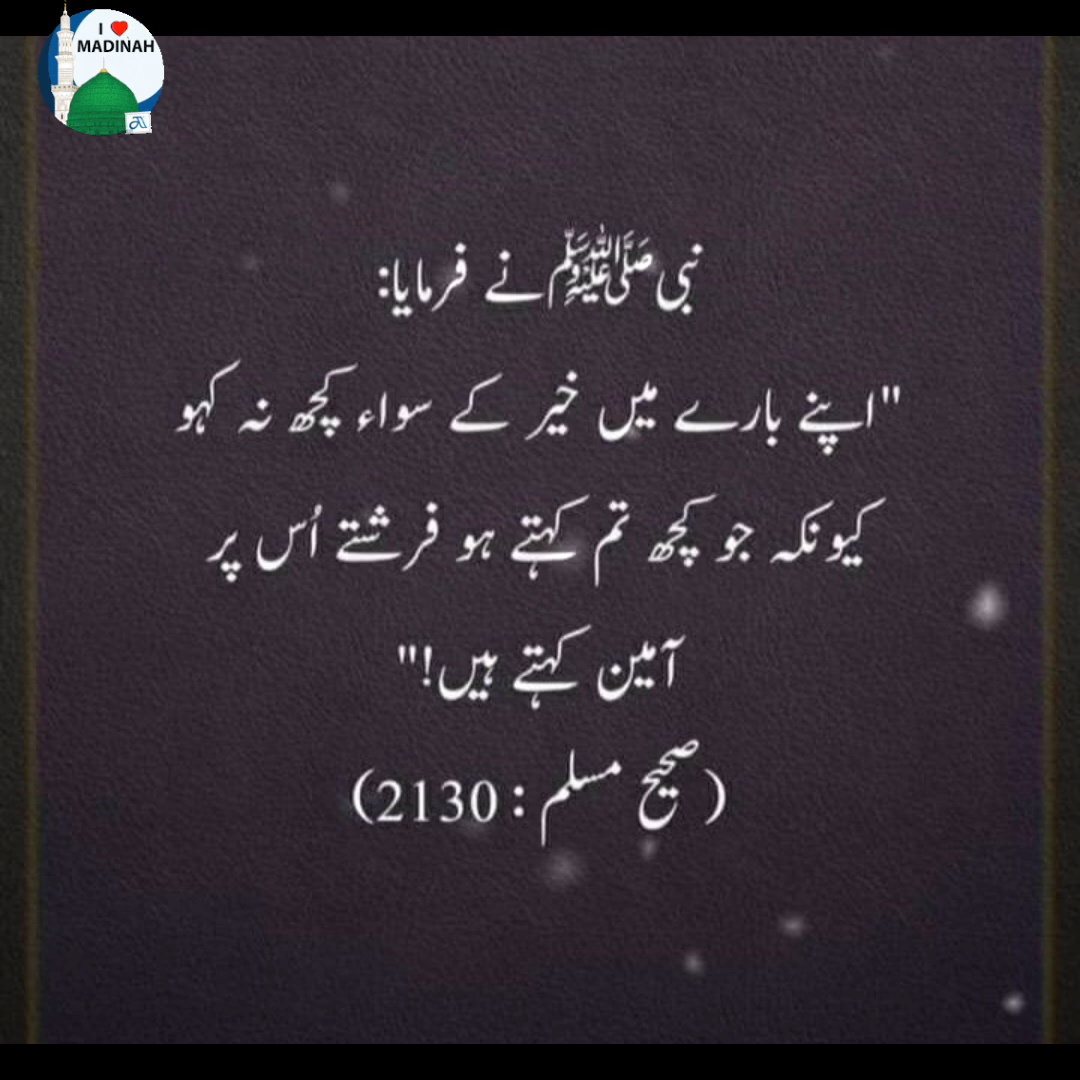 I ❤ MADINAH
نبی ﷺ نے فرمایا:
"اپنے بارے میں خیر کے سواء کچھ نہ کہو
کیونکہ جو کچھ تم کہتے ہو فرشتے اُس پر
آمین کہتے ہیں!"
(صحیح مسلم : 2130)